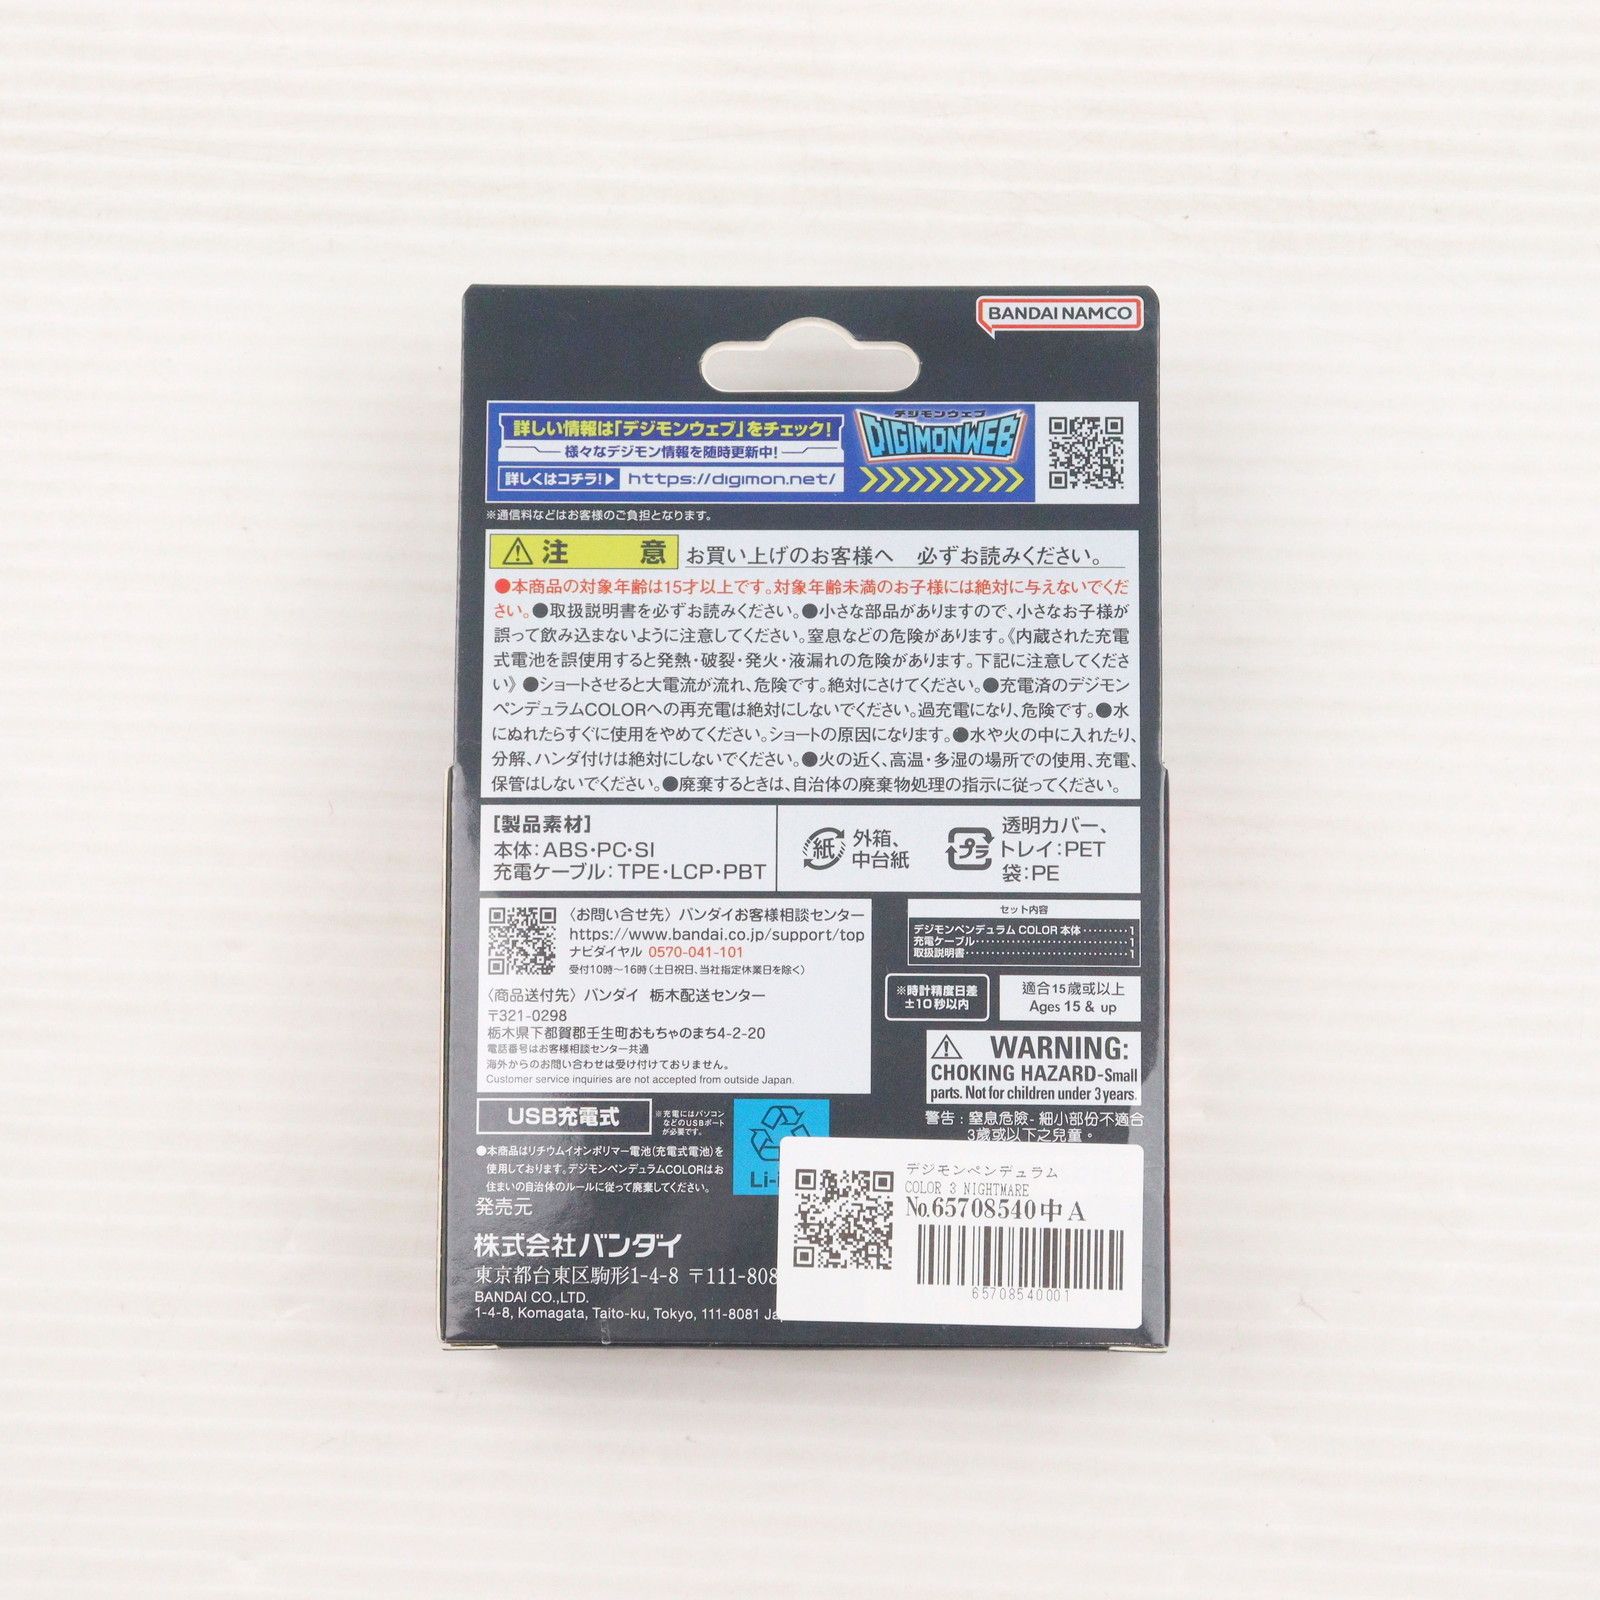 BANDAI NAMCO
詳しい情報は「デジモンウェブ」をチェック!
様々なデジモン情報を随時更新中!
詳しくはコチラ!▶ https://digimon.net/
デジモンウェブ
DIGIMONWEB
※通信料などはお客様のご負担となります。
⚠注 意 お買い上げのお客様へ 必ずお読みください。
●本商品の対象年齢は15才以上です。対象年齢未満のお子様には絶対に与えないでくだ
さい。●取扱説明書を必ずお読みください。●小さな部品がありますので、小さなお子様が
誤って飲み込まないように注意してください。窒息などの危険があります。《内蔵された充電
式電池を誤使用すると発熱・破裂・発火・液漏れの危険があります。下記に注意してくださ
い》●ショートさせると大電流が流れ、危険です。絶対にさけてください。●充電済のデジモン
ペンデュラムCOLORへの再充電は絶対にしないでください。過充電になり、危険です。●水
にぬれたらすぐに使用をやめてください。ショートの原因になります。●水や火の中に入れたり、
分解、ハンダ付けは絶対にしないでください。●火の近く、高温・多湿の場所での使用、充電、
保管はしないでください。●廃棄するときは、自治体の廃棄物処理の指示に従ってください。
[製品素材]
本体:ABS・PC・SI
充電ケーブル:TPE・LCP・PBT
紙 外箱、
中台紙
プラ 透明カバー、
トレイ:PET
袋:PE
〈お問い合せ先〉バンダイお客様相談センター
https://www.bandai.co.jp/support/top
ナビダイヤル 0570-041-101
受付10時〜16時(土日祝日、当社指定休業日を除く)
〈商品送付先〉バンダイ 栃木配送センター
〒321-0298
栃木県下都賀郡壬生町おもちゃのまち4-2-20
電話番号はお客様相談センター共通
海外からのお問い合わせは受け付けておりません。
Customer service inquiries are not accepted from outside Japan.
セット内容
デジモンペンデュラム COLOR 本体………1
充電ケーブル………1
取扱説明書………1
※時計精度日差
±10秒以内
適合15歲或以上
Ages 15 & up
⚠ WARNING:
CHOKING HAZARD-Small
parts. Not for children under 3 years.
警告:窒息危險-細小部份不適合
3歲或以下之兒童。
USB充電式
※充電にはパソコン
などのUSBポート
が必要です。
●本商品はリチウムイオンポリマー電池(充電式電池)を
使用しております。デジモンペンデュラムCOLORはお
住まいの自治体のルールに従って廃棄してください。
Li-
発売元
株式会社バンダイ
東京都台東区駒形1-4-8 〒111-808
BANDAI CO.,LTD.
1-4-8, Komagata, Taito-ku, Tokyo, 111-8081
デジモンペンデュラム
COLOR 3 NIGHTMARE
No.65708540中A
65708540001